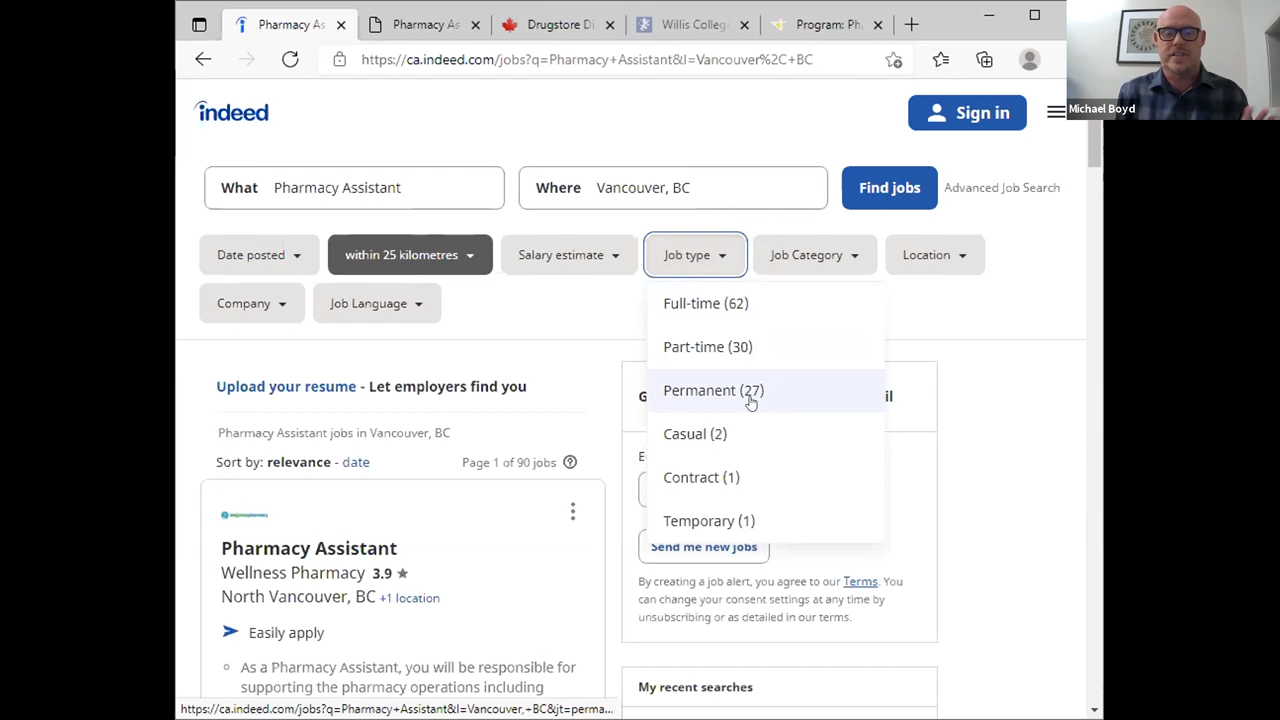 Pharmacy As
Pharmacy As
Drugstore Di
Willis Colleg
Program: Pha
https://ca.indeed.com/jobs?q=Pharmacy+Assistant&l=Vancouver%2C+BC
Michael Boyd
indeed
Sign in
What Pharmacy Assistant
Where Vancouver, BC
Find jobs
Advanced Job Search
Date posted
within 25 kilometres
Salary estimate
Job type
Job Category
Location
Company
Job Language
Full-time (62)
Part-time (30)
Permanent (27)
Casual (2)
Contract (1)
Temporary (1)
Upload your resume - Let employers find you
Pharmacy Assistant jobs in Vancouver, BC
Sort by: relevance - date
Page 1 of 90 jobs
Pharmacy Assistant
Wellness Pharmacy 3.9
North Vancouver, BC +1 location
Easily apply
As a Pharmacy Assistant, you will be responsible for
supporting the pharmacy operations including
G
il
E
Send me new jobs
By creating a job alert, you agree to our Terms. You
can change your consent settings at any time by
unsubscribing or as detailed in our terms.
My recent searches
https://ca.indeed.com/jobs?q=Pharmacy+Assistant&l=Vancouver,+BC&jt=perma...